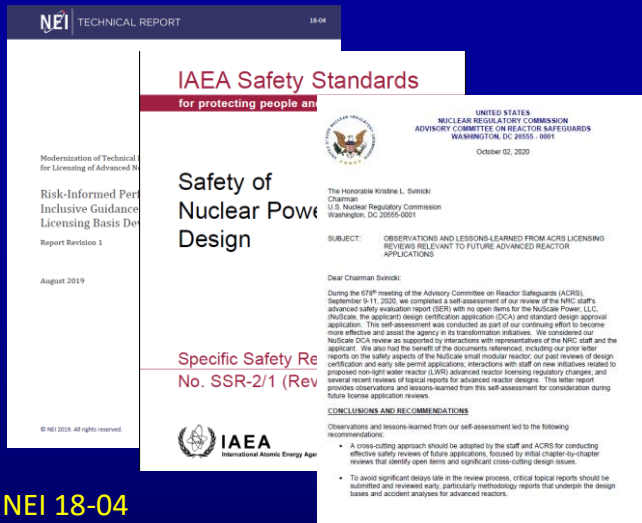 NEI TECHNICAL REPORT 18-04
Modernization of Technical
for Licensing of Advanced
Risk-Informed
Inclusive Guidance
Licensing Basis
Report Revision 1
August 2019
© NEI 2019. All rights reserved.
IAEA Safety Standards
for protecting people
Safety of
Nuclear
Design
Specific Safety
No. SSR-2/1
IAEA
International Atomic Energy
UNITED STATES
NUCLEAR REGULATORY COMMISSION
ADVISORY COMMITTEE ON REACTOR SAFEGUARDS
WASHINGTON, DC 20555 - 0001
October 02, 2020
The Honorable Kristine L. Svinicki
Chairman
U.S. Nuclear Regulatory Commission
Washington, DC 20555-0001
SUBJECT: OBSERVATIONS AND LESSONS-LEARNED FROM ACRS LICENSING
REVIEWS RELEVANT TO FUTURE ADVANCED REACTOR
APPLICATIONS
Dear Chairman Svinicki:
During the 678th meeting of the Advisory Committee on Reactor Safeguards (ACRS),
September 9-11, 2020, we completed a self-assessment of our review of the NRC staff's
advanced safety evaluation report (SER) with no open items for the NuScale Power, LLC,
(NuScale, the applicant) design certification application (DCA) and standard design approval
application. This self-assessment was conducted as part of our continuing effort to become
more effective and assist the agency in its transformation initiatives. We considered our
NuScale DCA review as supported by interactions with representatives of the NRC staff and the
applicant. We also had the benefit of the documents referenced, including our prior letter
reports on the safety aspects of the NuScale small modular reactor; our past reviews of design
certification and early site permit applications; interactions with staff on new initiatives related to
proposed non-light water reactor (LWR) advanced reactor licensing regulatory changes; and
several recent reviews of topical reports for advanced reactor designs. This letter report
provides observations and lessons-learned from this self-assessment for consideration during
future license application reviews.
CONCLUSIONS AND RECOMMENDATIONS
Observations and lessons-learned from our self-assessment led to the following
recommendations:
• A cross-cutting approach should be adopted by the staff and ACRS for conducting
effective safety reviews of future applications, focused by initial chapter-by-chapter
reviews that identify open items and significant cross-cutting design issues.
• To avoid significant delays late in the review process, critical topical reports should be
submitted and reviewed early, particularly methodology reports that underpin the design
bases and accident analyses for advanced reactors.
NEI 18-04